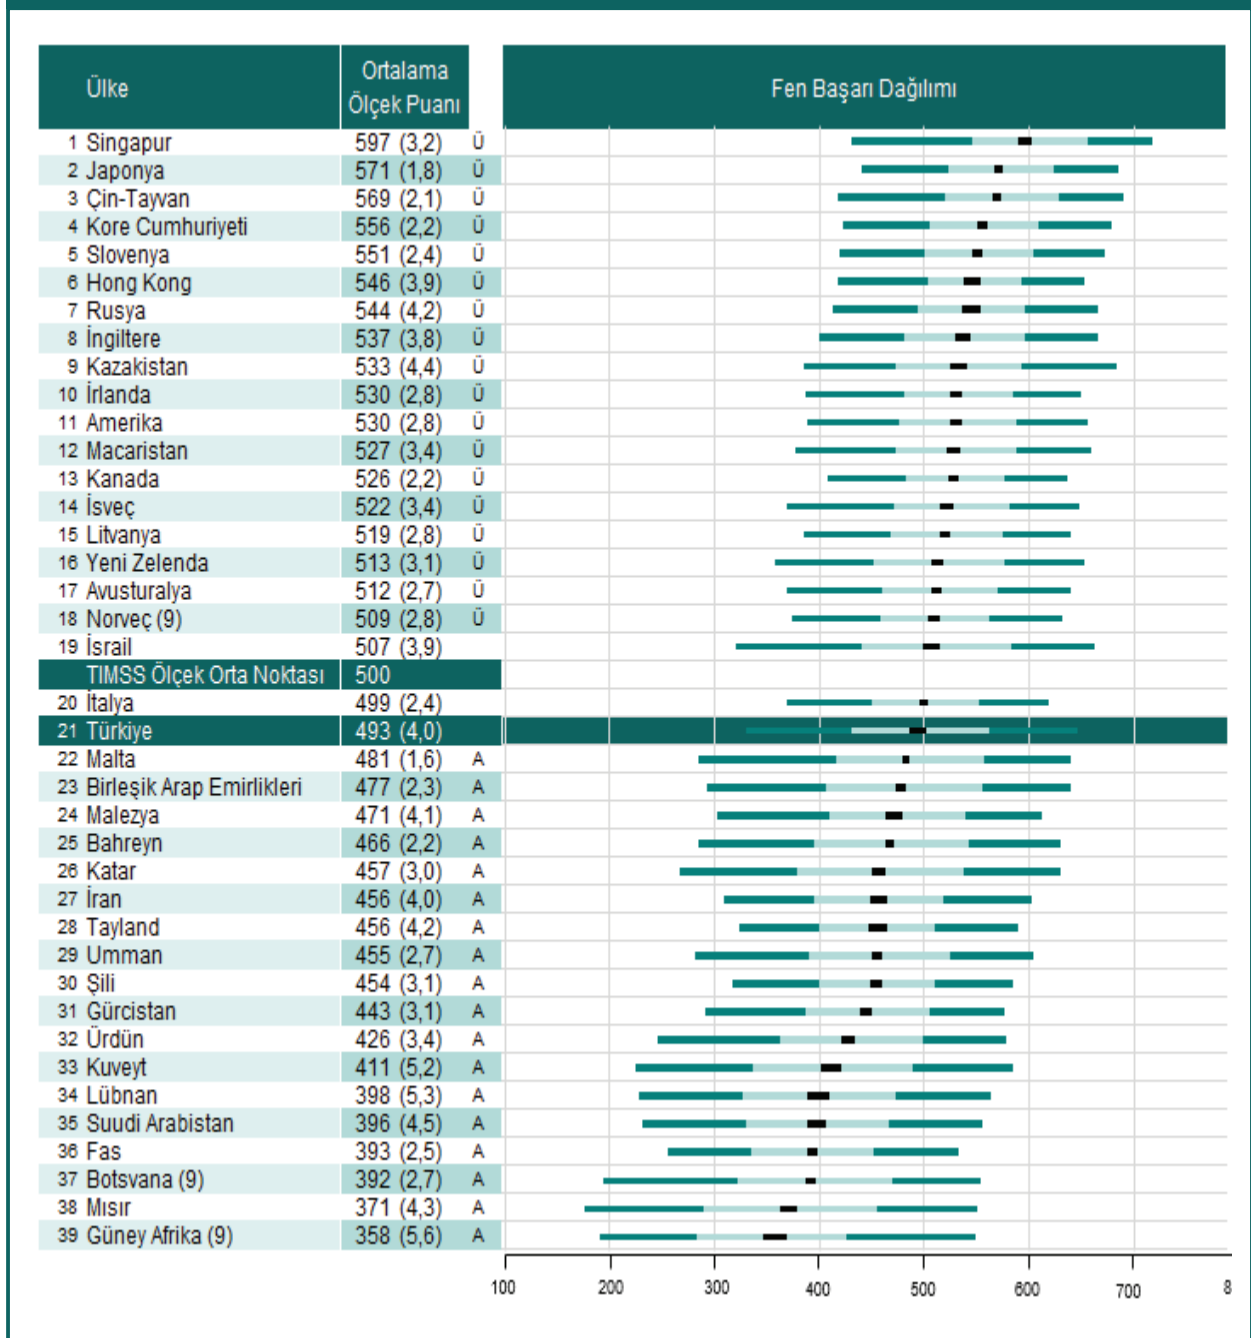 Ülke Ortalama Ölçek Puanı Fen Başarı Dağılımı
1 Singapur 597 (3,2) Ü
2 Japonya 571 (1,8) Ü
3 Çin-Tayvan 569 (2,1) Ü
4 Kore Cumhuriyeti 556 (2,2) Ü
5 Slovenya 551 (2,4) Ü
6 Hong Kong 546 (3,9) Ü
7 Rusya 544 (4,2) Ü
8 İngiltere 537 (3,8) Ü
9 Kazakistan 533 (4,4) Ü
10 İrlanda 530 (2,8) Ü
11 Amerika 530 (2,8) Ü
12 Macaristan 527 (3,4) Ü
13 Kanada 526 (2,2) Ü
14 İsveç 522 (3,4) Ü
15 Litvanya 519 (2,8) Ü
16 Yeni Zelenda 513 (3,1) Ü
17 Avusturalya 512 (2,7) Ü
18 Norveç (9) 509 (2,8) Ü
19 İsrail 507 (3,9)
TIMSS Ölçek Orta Noktası 500
20 İtalya 499 (2,4)
21 Türkiye 493 (4,0)
22 Malta 481 (1,6) A
23 Birleşik Arap Emirlikleri 477 (2,3) A
24 Malezya 471 (4,1) A
25 Bahreyn 466 (2,2) A
26 Katar 457 (3,0) A
27 İran 456 (4,0) A
28 Tayland 456 (4,2) A
29 Umman 455 (2,7) A
30 Şili 454 (3,1) A
31 Gürcistan 443 (3,1) A
32 Ürdün 426 (3,4) A
33 Kuveyt 411 (5,2) A
34 Lübnan 398 (5,3) A
35 Suudi Arabistan 396 (4,5) A
36 Fas 393 (2,5) A
37 Botsvana (9) 392 (2,7) A
38 Mısır 371 (4,3) A
39 Güney Afrika (9) 358 (5,6) A
100 200 300 400 500 600 700 8